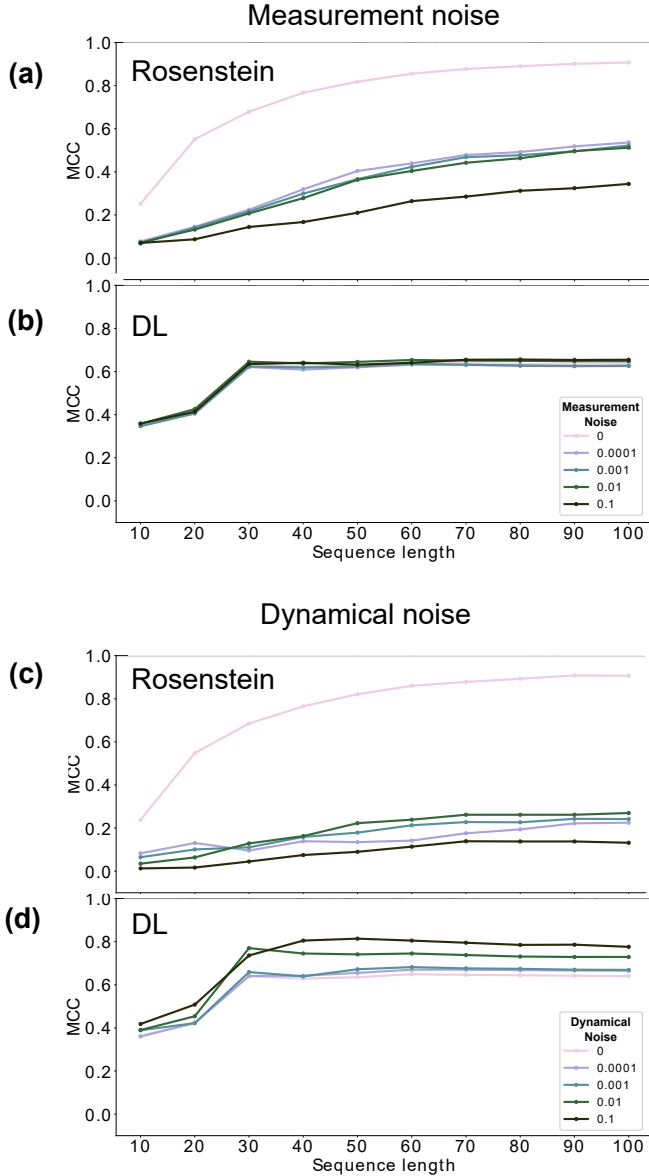 Measurement noise
(a)
Rosenstein
1.0
0.8
0.6
0.4
0.2
0.0
MCC
(b)
DL
1.0
0.8
0.6
0.4
0.2
0.0
MCC
Measurement
Noise
0
0.0001
0.001
0.01
0.1
10 20 30 40 50 60 70 80 90 100
Sequence length
Dynamical noise
(c)
Rosenstein
1.0
0.8
0.6
0.4
0.2
0.0
MCC
(d)
DL
1.0
0.8
0.6
0.4
0.2
0.0
MCC
Dynamical
Noise
0
0.0001
0.001
0.01
0.1
10 20 30 40 50 60 70 80 90 100
Sequence length